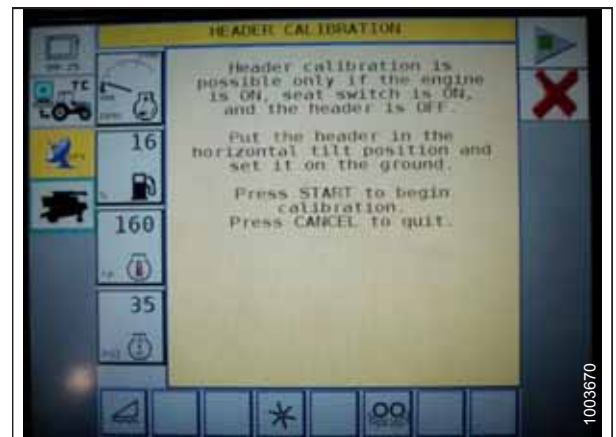 HEADER CALIBRATION
Header calibration is
possible only if the engine
is ON, seat switch is ON,
and the header is OFF.
Put the header in the
horizontal tilt position and
set it on the ground.
Press START to begin
calibration.
Press CANCEL to quit.
TC
16
160
35
1003670